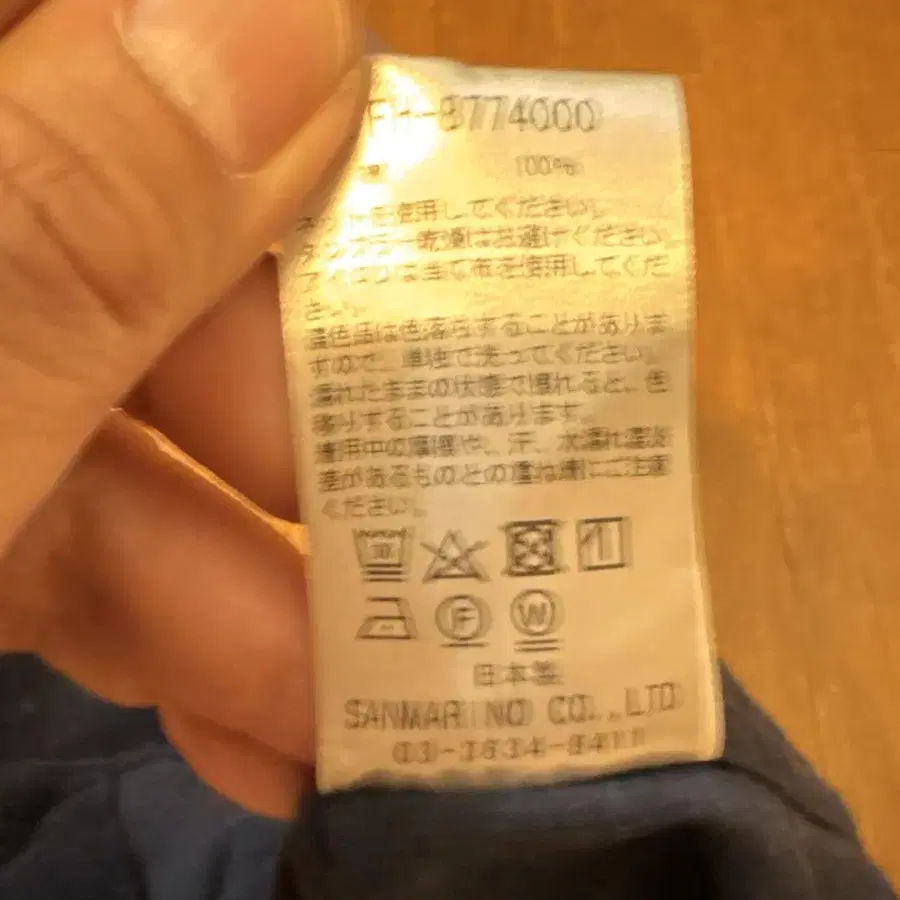 FH-8774000
100%
ネットを使用してください。
タンブラー乾燥はお避けください。
アイロンは当て布を使用してくだ
さい。
濃色品は色落ちすることがありま
すので、単独で洗ってください。
濡れたままの状態で擦れると、色
移りすることがあります。
着用中の摩擦や、汗、水濡れ
差があるものとの重ね着にご注意
ください。
F W
日本製
SANMARINO CO.,LTD